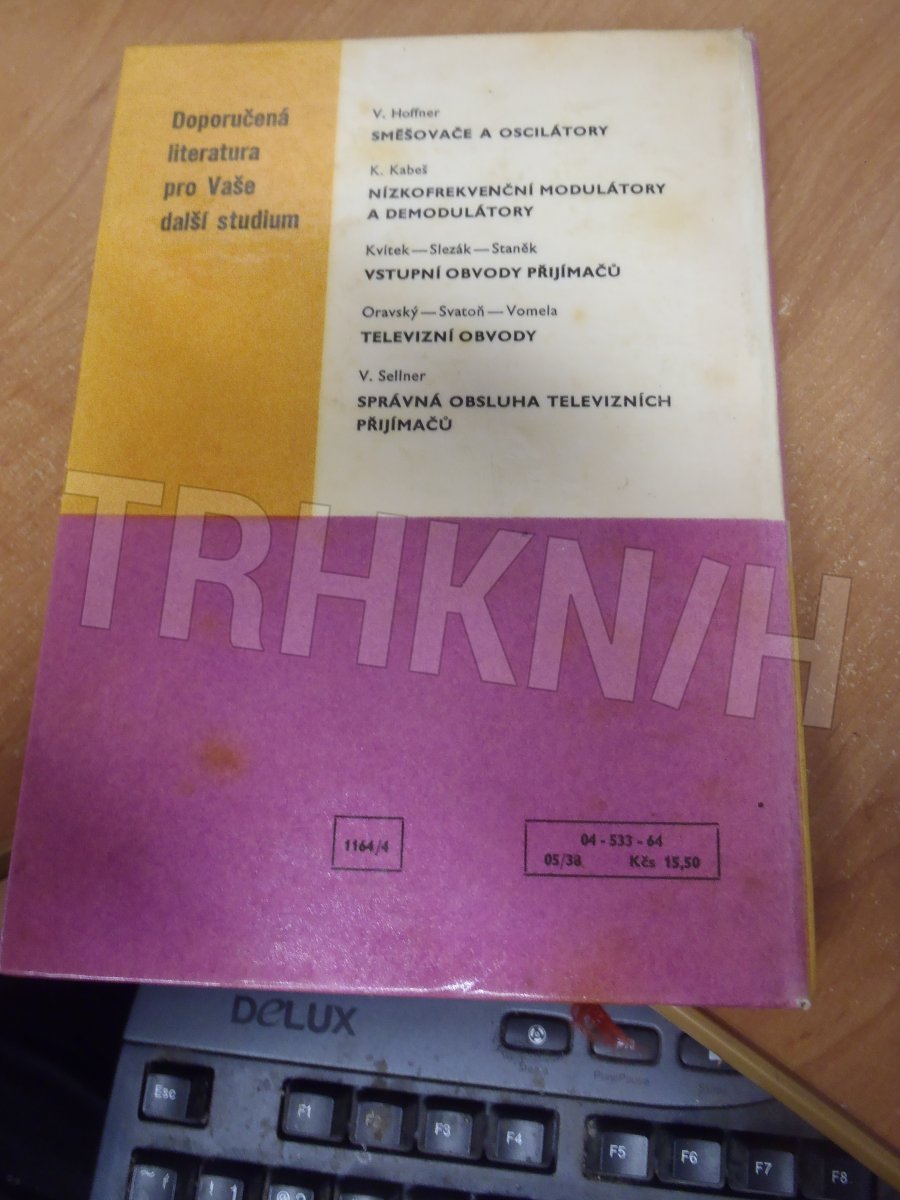 Doporučená
literatura
pro Vaše
další studium
V. Hoffner
SMĚŠOVAČE A OSCILÁTORY
K. Kabeš
NÍZKOFREKVENČNÍ MODULÁTORY
A DEMODULÁTORY
Kvítek — Slezák — Staněk
VSTUPNÍ OBVODY PŘIJÍMAČŮ
Oravský — Svatoň — Vomela
TELEVIZNÍ OBVODY
V. Sellner
SPRÁVNÁ OBSLUHA TELEVIZNÍCH
PŘIJÍMAČŮ
TRHKN/H
1164/4
04 - 533 - 64
05/38 Kčs 15,50
DeLUX
Esc F1 F2 F3 F4 F5 F6 F7 F8
~ ! @